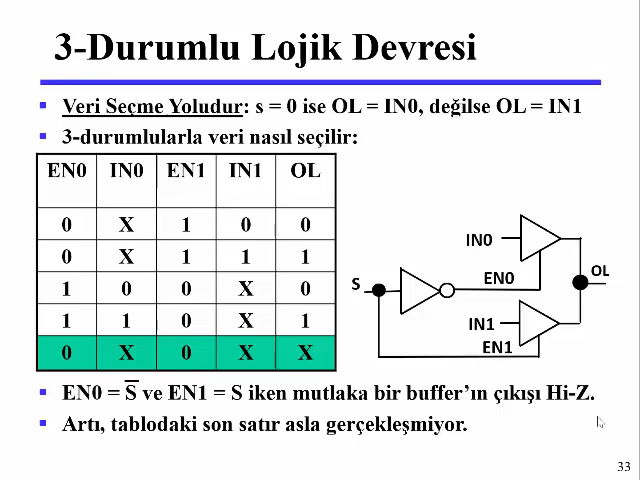 3-Durumlu Lojik Devresi
▪ Veri Seçme Yoludur: s = 0 ise OL = IN0, değilse OL = IN1
▪ 3-durumlularla veri nasıl seçilir:
EN0 IN0 EN1 IN1 OL
0 X 1 0 0
0 X 1 1 1
1 0 0 X 0
1 1 0 X 1
0 X 0 X X
IN0
EN0
S
OL
IN1
EN1
▪ EN0 = S̅ ve EN1 = S iken mutlaka bir buffer’ın çıkışı Hi-Z.
▪ Artı, tablodaki son satır asla gerçekleşmiyor.
33